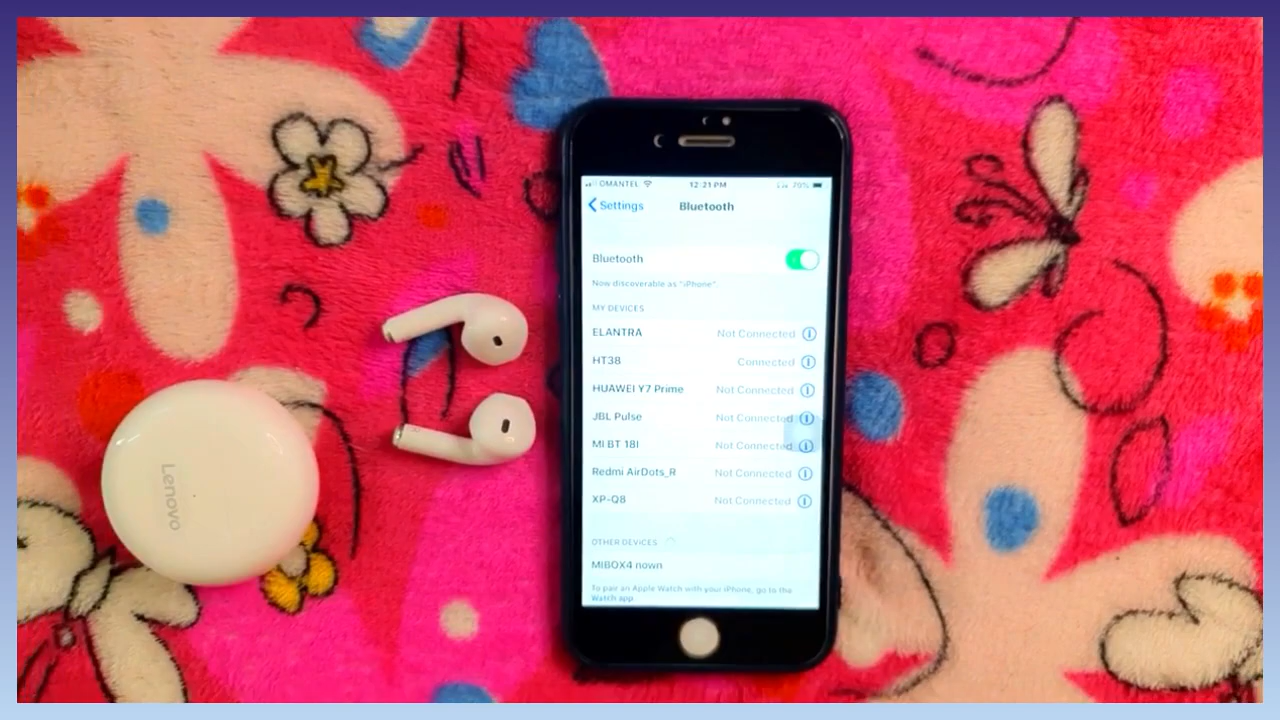 OMANTEL 12:21 PM 70%
Settings Bluetooth
Bluetooth
Now discoverable as "iPhone".
MY DEVICES
ELANTRA Not Connected
HT38 Connected
HUAWEI Y7 Prime Not Connected
JBL Pulse Not Connected
MI BT 18I Not Connected
Redmi AirDots_R Not Connected
XP-Q8 Not Connected
OTHER DEVICES
MIBOX4 nown
To pair an Apple Watch with your iPhone, go to the
Watch app.
Lenovo